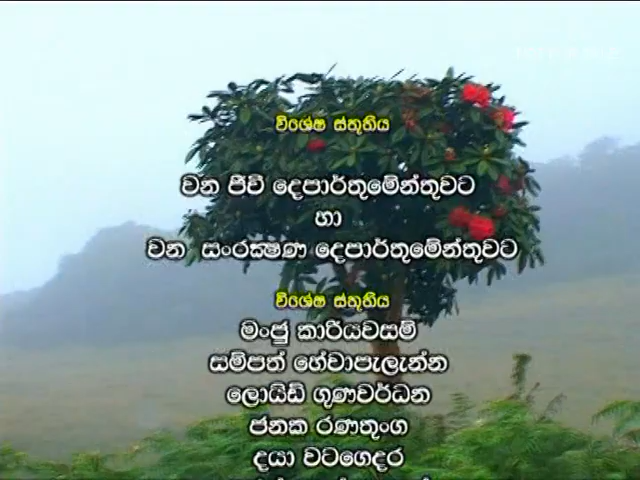 විශේෂ ස්තූතිය
වන ජීවී දෙපාර්තුමේන්තුවට
හා
වන සංරක්ෂණ දෙපාර්තුමේන්තුවට
විශේෂ ස්තූතිය
මංජු කාරියවසම්
සම්පත් හේවාපැලැන්න
ලොයිඩ් ගුණවර්ධන
ජනක රණතුංග
දයා වටගෙදර